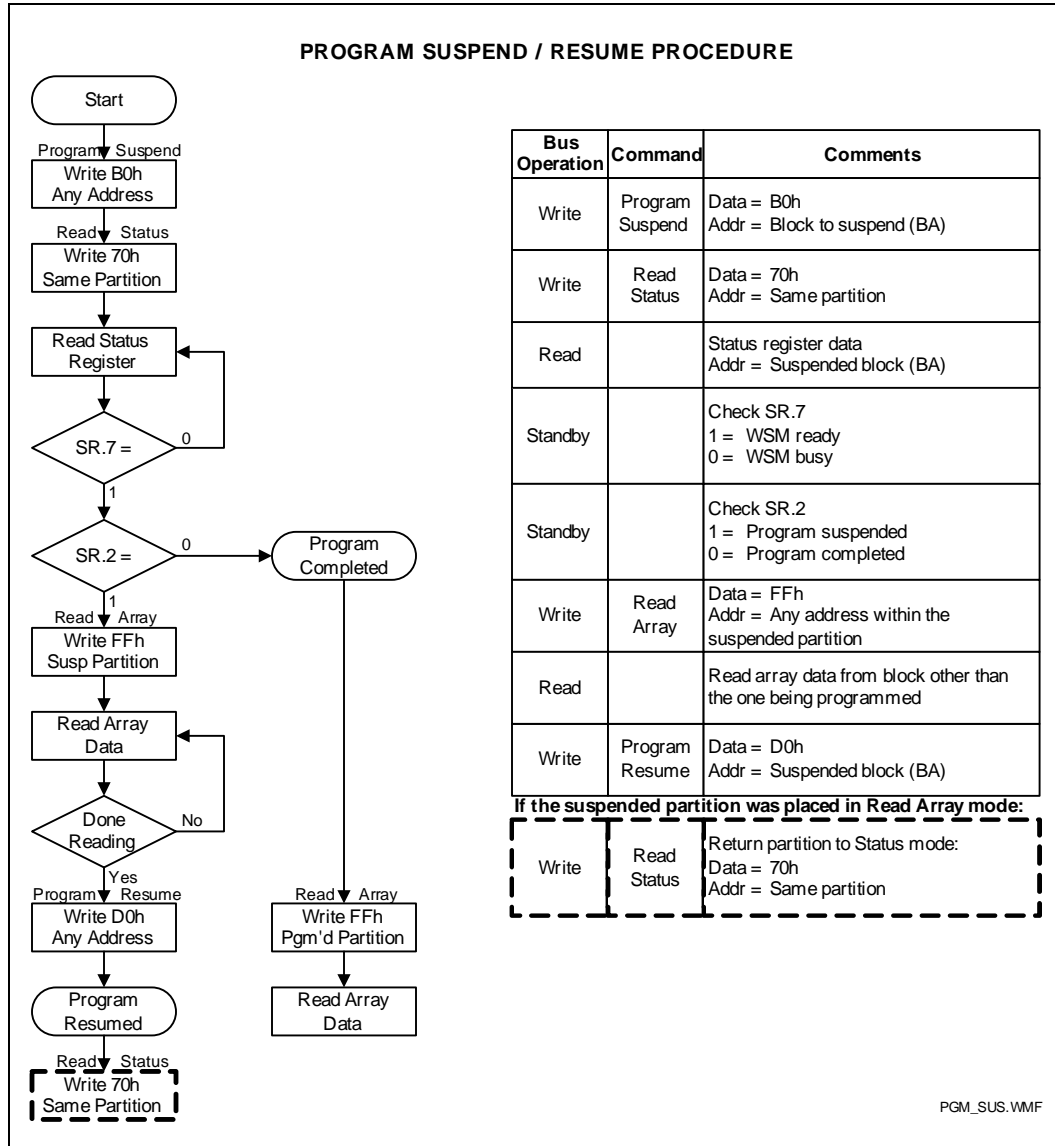 PROGRAM SUSPEND / RESUME PROCEDURE
Start
Program Suspend
Write B0h
Any Address
Read Status
Write 70h
Same Partition
Read Status
Register
SR.7 =
0
1
SR.2 =
0
Program
Completed
1
Read Array
Write FFh
Susp Partition
Read Array
Data
Done
Reading
No
Yes
Program Resume
Write D0h
Any Address
Program
Resumed
Read Status
Write 70h
Same Partition
Read Array
Write FFh
Pgm'd Partition
Read Array
Data
Bus
Operation
Command
Comments
Write
Program
Suspend
Data = B0h
Addr = Block to suspend (BA)
Write
Read
Status
Data = 70h
Addr = Same partition
Read
Status register data
Addr = Suspended block (BA)
Standby
Check SR.7
1 = WSM ready
0 = WSM busy
Standby
Check SR.2
1 = Program suspended
0 = Program completed
Write
Read
Array
Data = FFh
Addr = Any address within the
suspended partition
Read
Read array data from block other than
the one being programmed
Write
Program
Resume
Data = D0h
Addr = Suspended block (BA)
If the suspended partition was placed in Read Array mode:
Write
Read
Status
Return partition to Status mode:
Data = 70h
Addr = Same partition
PGM_SUS.WMF